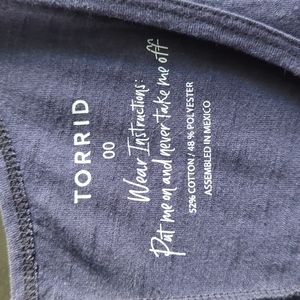 TORRID
00
Wear Instructions:
Put me on and never take me off
52% COTTON / 48 % POLYESTER
ASSEMBLED IN MEXICO